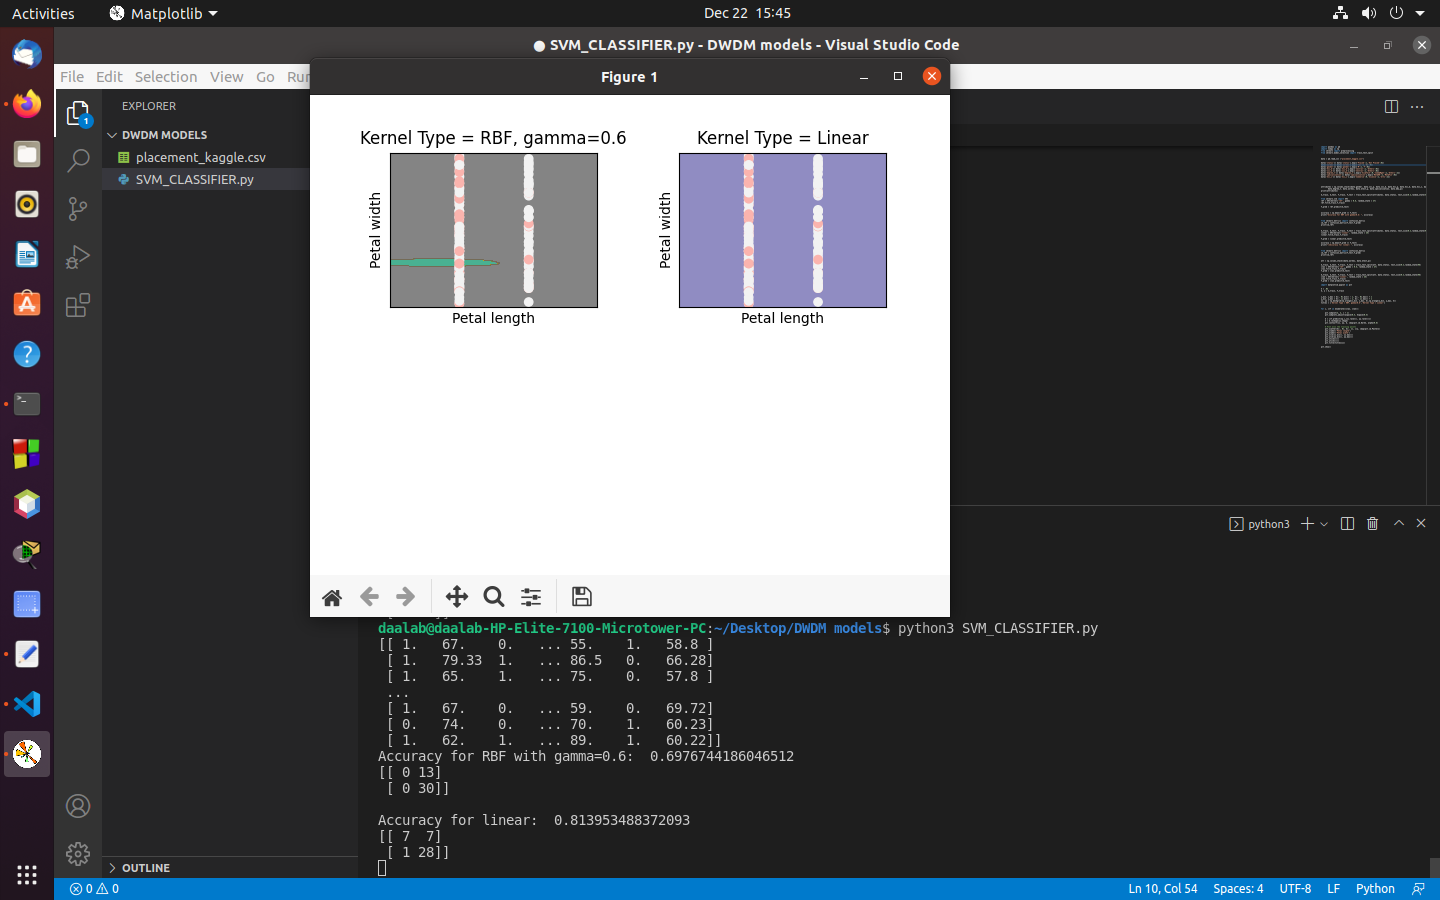 Activities
Matplotlib
Dec 22 15:45
● SVM_CLASSIFIER.py - DWDM models - Visual Studio Code
File Edit Selection View Go Run
Figure 1
EXPLORER
DWDM MODELS
placement_kaggle.csv
SVM_CLASSIFIER.py
1
Kernel Type = RBF, gamma=0.6
Kernel Type = Linear
Petal width
Petal width
Petal length
Petal length
python3
daalab@daalab-HP-Elite-7100-Microtower-PC:~/Desktop/DWDM models$ python3 SVM_CLASSIFIER.py
[[ 1. 67. 0. ... 55. 1. 58.8 ]
[ 1. 79.33 1. ... 86.5 0. 66.28]
[ 1. 65. 1. ... 75. 0. 57.8 ]
...
[ 1. 67. 0. ... 59. 0. 69.72]
[ 0. 74. 0. ... 70. 1. 60.23]
[ 1. 62. 1. ... 89. 1. 60.22]]
Accuracy for RBF with gamma=0.6: 0.6976744186046512
[[ 0 13]
[ 0 30]]
Accuracy for linear: 0.813953488372093
[[ 7 7]
[ 1 28]]
OUTLINE
0 0
Ln 10, Col 54 Spaces: 4 UTF-8 LF Python